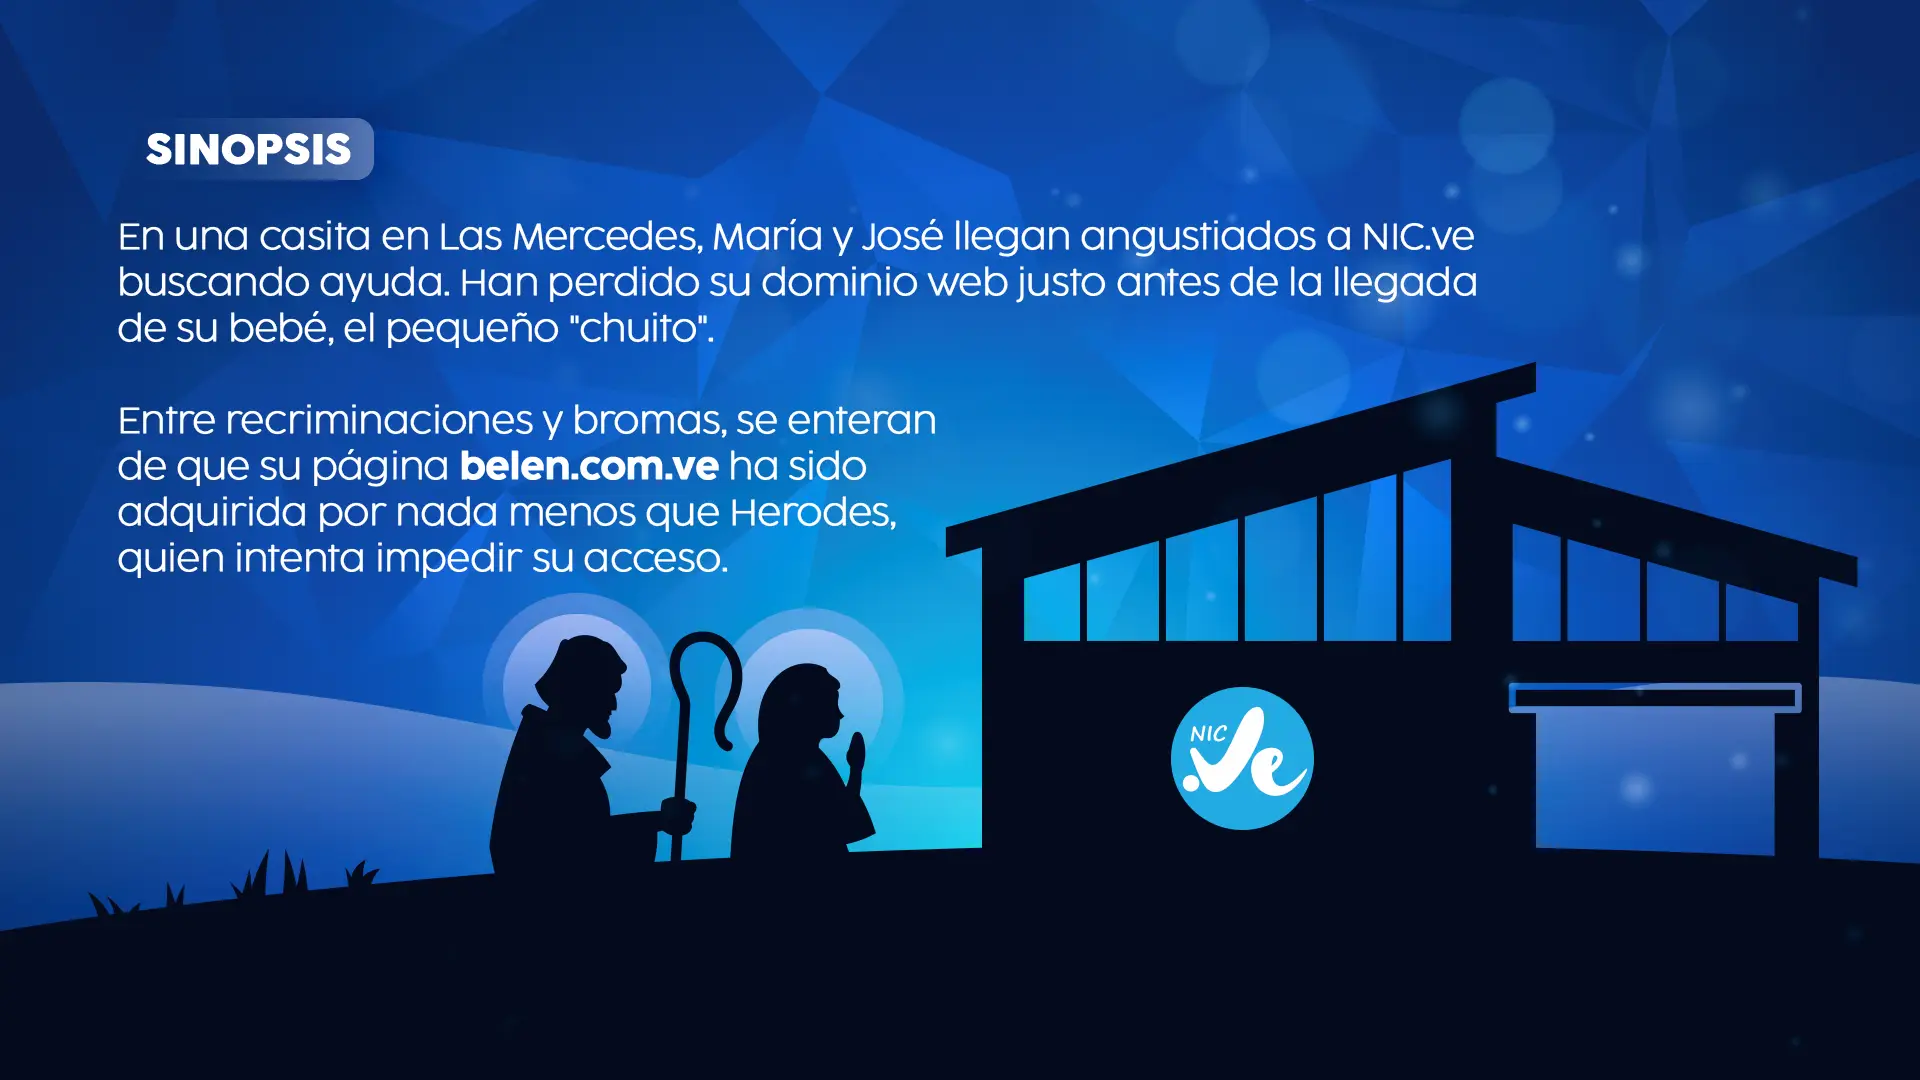 SINOPSIS
En una casita en Las Mercedes, María y José llegan angustiados a NIC.ve
buscando ayuda. Han perdido su dominio web justo antes de la llegada
de su bebé, el pequeño "chuito".
Entre recriminaciones y bromas, se enteran
de que su página belen.com.ve ha sido
adquirida por nada menos que Herodes,
quien intenta impedir su acceso.
NIC
.ve